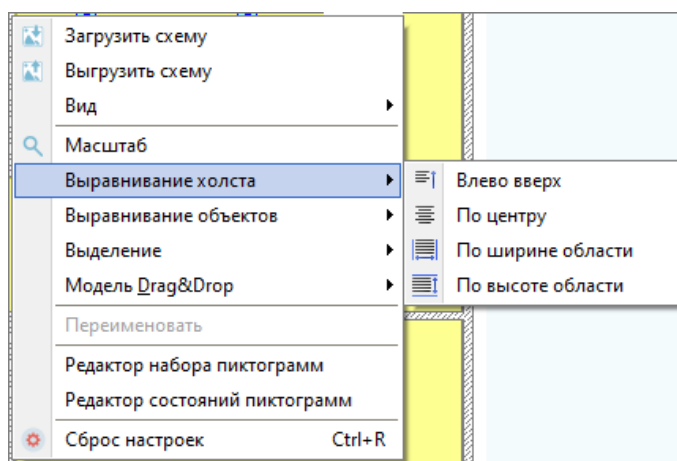 Загрузить схему
Выгрузить схему
Вид
Масштаб
Выравнивание холста
Выравнивание объектов
Выделение
Модель Drag&Drop
Переименовать
Редактор набора пиктограмм
Редактор состояний пиктограмм
Сброс настроек Ctrl+R
Влево вверх
По центру
По ширине области
По высоте области